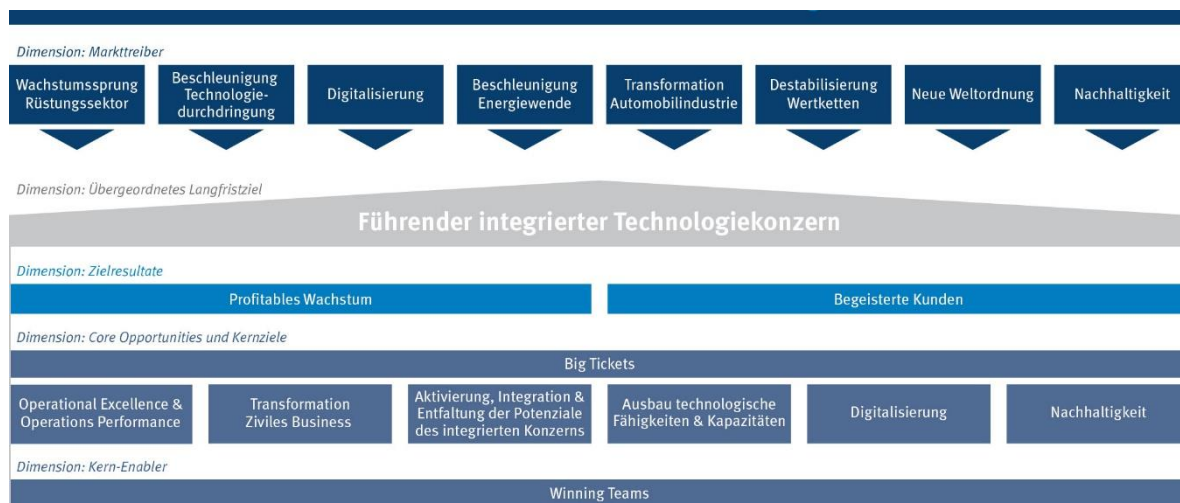 Dimension: Markttreiber
Wachstumssprung
Rüstungssektor
Beschleunigung
Technologie-
durchdringung
Digitalisierung
Beschleunigung
Energiewende
Transformation
Automobilindustrie
Destabilisierung
Wertketten
Neue Weltordnung
Nachhaltigkeit
Dimension: Übergeordnetes Langfristziel
Führender integrierter Technologiekonzern
Dimension: Zielresultate
Profitables Wachstum
Begeisterte Kunden
Dimension: Core Opportunities und Kernziele
Big Tickets
Operational Excellence &
Operations Performance
Transformation
Ziviles Business
Aktivierung, Integration &
Entfaltung der Potenziale
des integrierten Konzerns
Ausbau technologische
Fähigkeiten & Kapazitäten
Digitalisierung
Nachhaltigkeit
Dimension: Kern-Enabler
Winning Teams